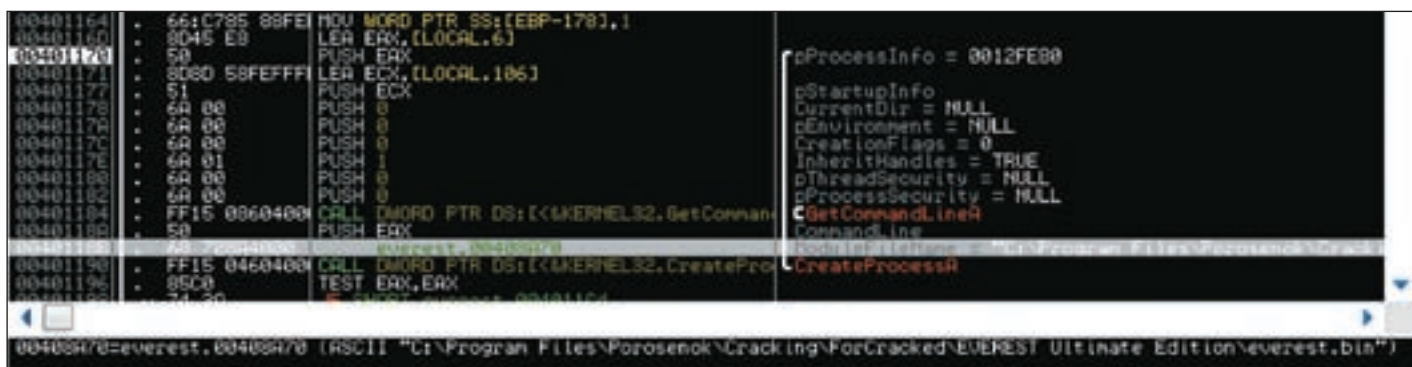 00401164 . 66:C785 88FEI MOV WORD PTR SS:[EBP-178],1
0040116D . 8D45 E8 LEA EAX,[LOCAL.6]
00401170 . 50 PUSH EAX pProcessInfo = 0012FE80
00401171 . 8D8D 58FEFFFI LEA ECX,[LOCAL.106]
00401177 . 51 PUSH ECX pStartupInfo
00401178 . 6A 00 PUSH 0 CurrentDir = NULL
0040117A . 6A 00 PUSH 0 pEnvironment = NULL
0040117C . 6A 00 PUSH 0 CreationFlags = 0
0040117E . 6A 01 PUSH 1 InheritHandles = TRUE
00401180 . 6A 00 PUSH 0 pThreadSecurity = NULL
00401182 . 6A 00 PUSH 0 pProcessSecurity = NULL
00401184 . FF15 08604000 CALL DWORD PTR DS:[<&KERNEL32.GetComman GetCommandLineA
0040118A . 50 PUSH EAX CommandLine
everest.00408A70 ModuleFileName = "C:\Program Files\Porosenok\Cracki
00401190 . FF15 04604000 CALL DWORD PTR DS:[<&KERNEL32.CreatePro CreateProcessA
00401196 . 85C0 TEST EAX,EAX
SHORT everest.
00408A70=everest.00408A70 (ASCII "C:\Program Files\Porosenok\Cracking\ForCracked\EVEREST Ultimate Edition\everest.bin")